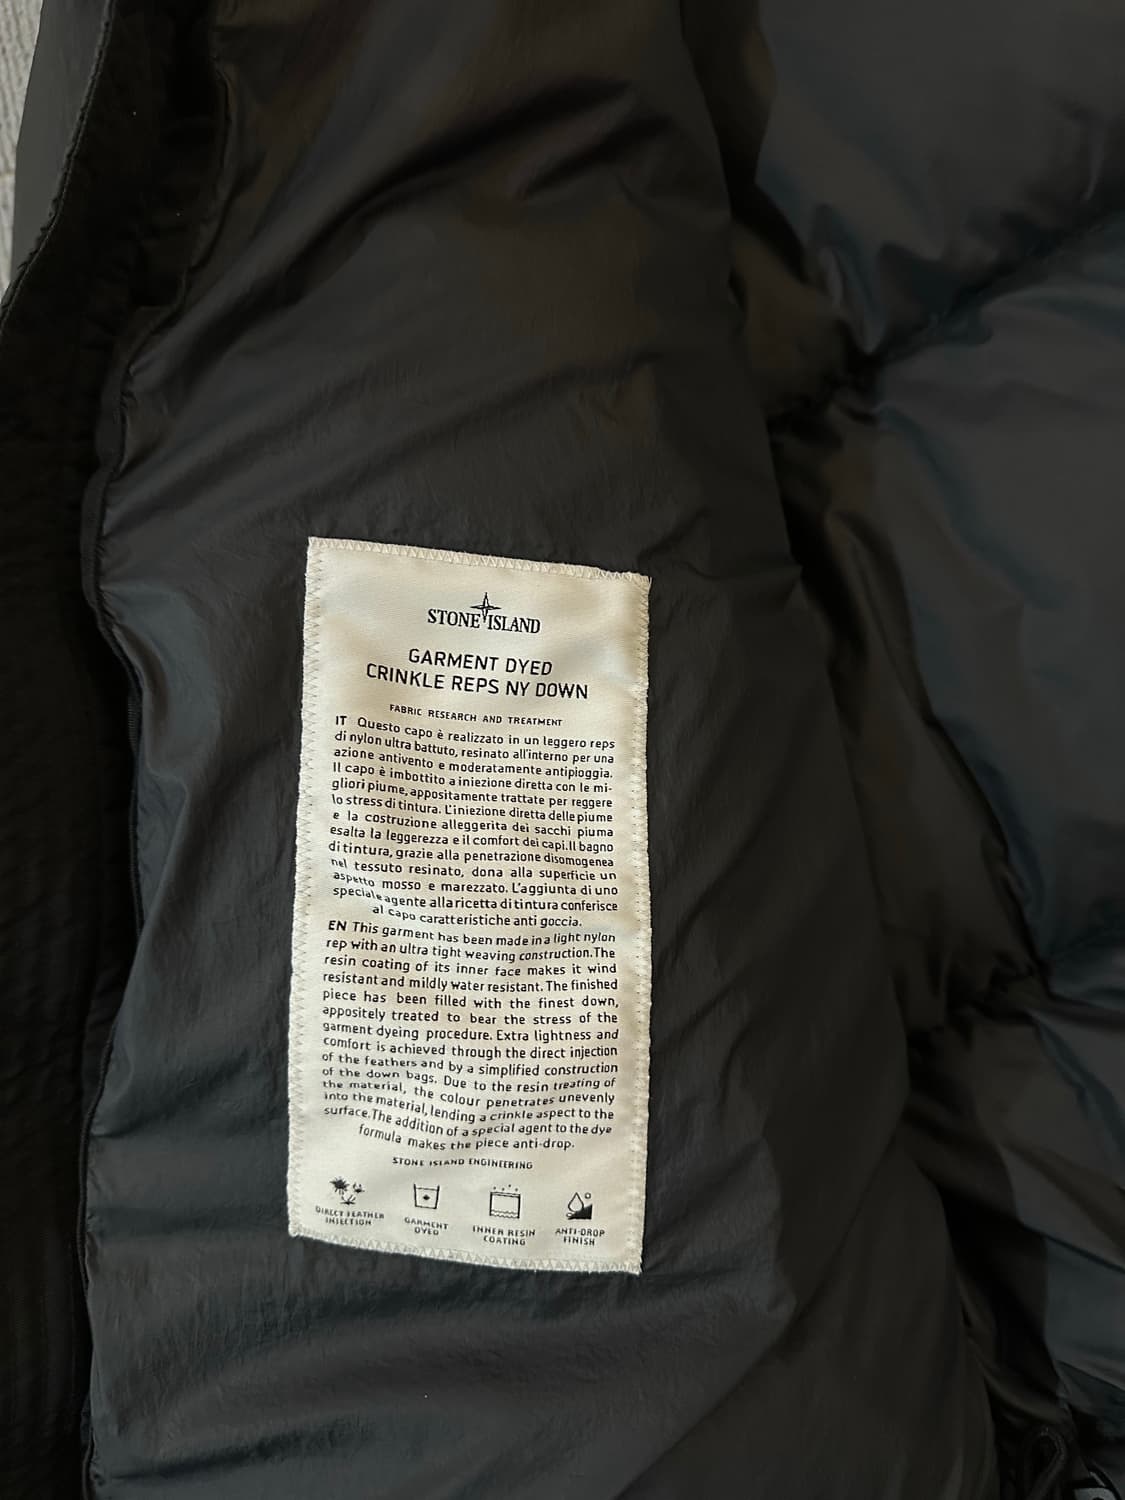 STONE ISLAND
GARMENT DYED
CRINKLE REPS NY DOWN
FABRIC RESEARCH AND TREATMENT
IT Questo capo è realizzato in un leggero reps
di nylon ultra battuto, resinato all'interno per una
azione antivento e moderatamente antipioggia.
Il capo è imbottito a iniezione diretta con le mi-
gliori piume, appositamente trattate per reggere
lo stress di tintura. L'iniezione diretta delle piume
e la costruzione alleggerita dei sacchi piuma
esalta la leggerezza e il comfort dei capi. Il bagno
di tintura, grazie alla penetrazione disomogenea
nel tessuto resinato, dona alla superficie un
aspetto mosso e marezzato. L'aggiunta di uno
speciale agente alla ricetta di tintura conferisce
al capo caratteristiche anti goccia.
EN This garment has been made in a light nylon
rep with an ultra tight weaving construction. The
resin coating of its inner face makes it wind
resistant and mildly water resistant. The finished
piece has been filled with the finest down,
appositely treated to bear the stress of the
garment dyeing procedure. Extra lightness and
comfort is achieved through the direct injection
of the feathers and by a simplified construction
of the down bags. Due to the resin treating of
the material, the colour penetrates unevenly
into the material, lending a crinkle aspect to the
surface. The addition of a special agent to the dye
formula makes the piece anti-drop.
STONE ISLAND ENGINEERING
DIRECT FEATHER
INJECTION
GARMENT
DYED
INNER RESIN
COATING
ANTI-DROP
FINISH